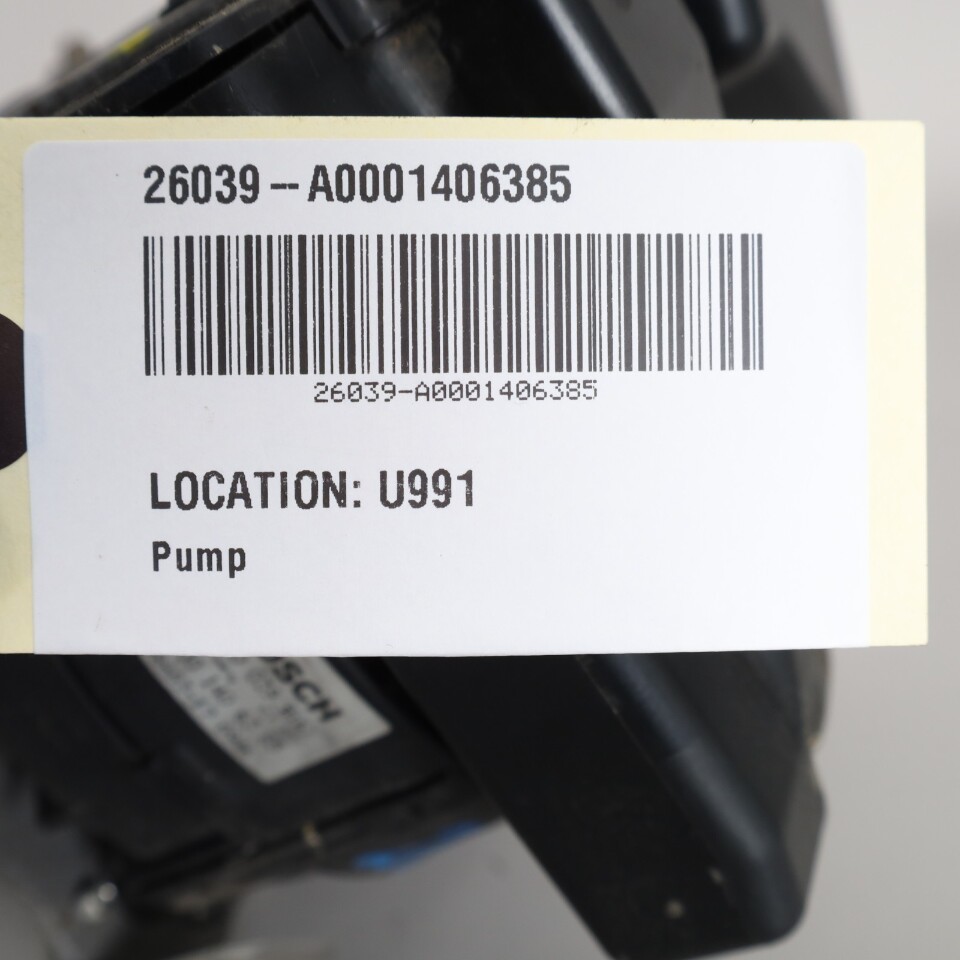 26039 -- A0001406385
26039-A0001406385
LOCATION: U991
Pump